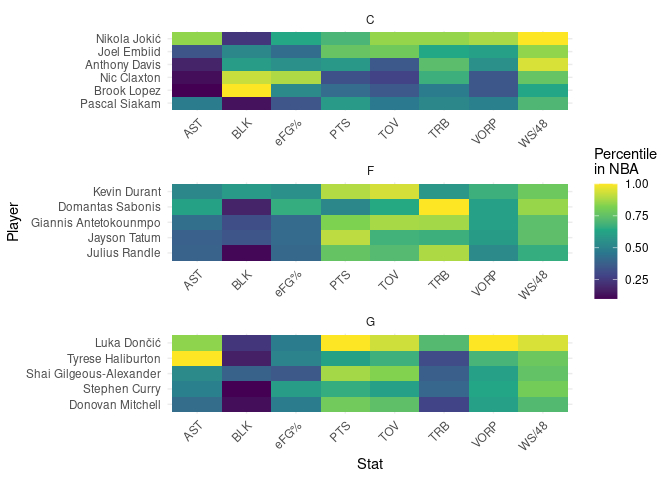 C
Nikola Jokić
Joel Embiid
Anthony Davis
Nic Claxton
Brook Lopez
Pascal Siakam
AST BLK eFG% PTS TOV TRB VORP WS/48
F
Kevin Durant
Domantas Sabonis
Giannis Antetokounmpo
Jayson Tatum
Julius Randle
AST BLK eFG% PTS TOV TRB VORP WS/48
G
Luka Dončić
Tyrese Haliburton
Shai Gilgeous-Alexander
Stephen Curry
Donovan Mitchell
AST BLK eFG% PTS TOV TRB VORP WS/48
Stat
Player
Percentile
in NBA
1.00
0.75
0.50
0.25